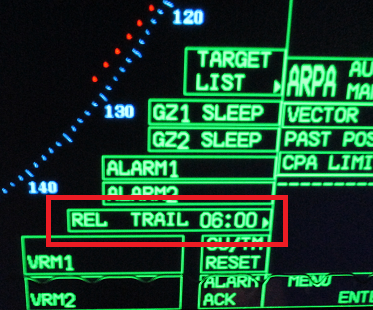 120
TARGET
LIST
ARPA
VECTOR
130
GZ1 SLEEP
GZ2 SLEEP
PAST POS
CPA LIMI
ALARM1
140
ALARM2
REL TRAIL 06:00
VRM1
RESET
VRM2
ALARM
ACK
MENU
ENTE